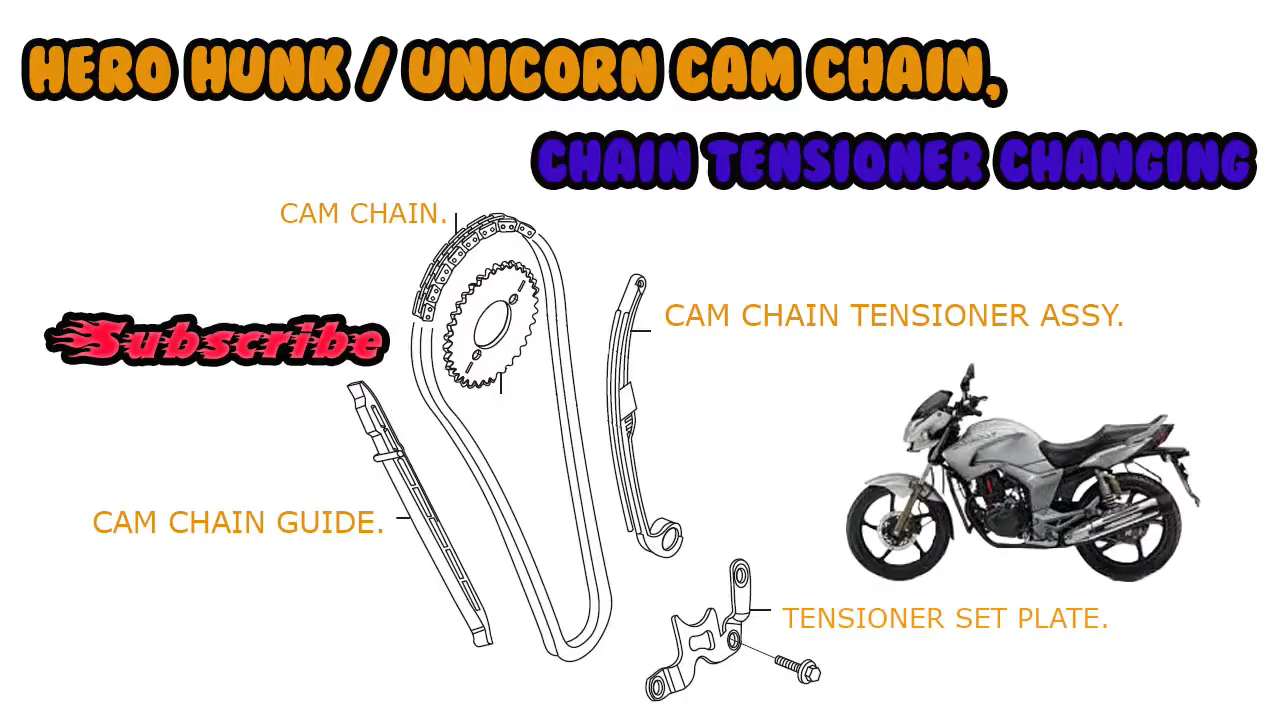 HERO HUNK / UNICORN CAM CHAIN,
CHAIN TENSIONER CHANGING
CAM CHAIN.
CAM CHAIN TENSIONER ASSY.
Subscribe
CAM CHAIN GUIDE.
TENSIONER SET PLATE.